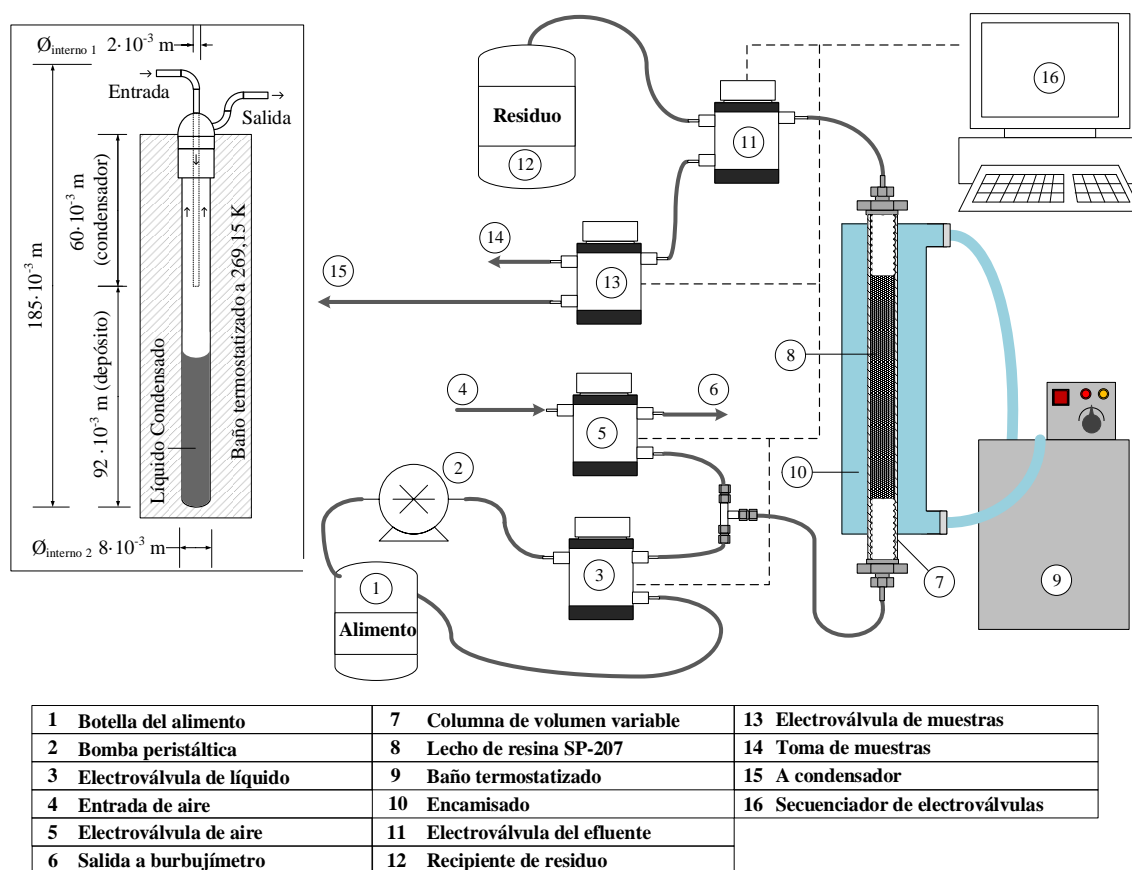 Øinterno 1 2·10-3 m
Entrada
Salida
185·10-3 m
60·10-3 m
(condensador)
92 ·10-3 m (depósito)
Líquido Condensado
Baño termostatizado a 269,15 K
Øinterno 2 8·10-3 m
Residuo
12
11
16
14
15
13
4
5
6
2
3
1
Alimento
8
10
7
9
1 Botella del alimento
2 Bomba peristáltica
3 Electroválvula de líquido
4 Entrada de aire
5 Electroválvula de aire
6 Salida a burbujímetro
7 Columna de volumen variable
8 Lecho de resina SP-207
9 Baño termostatizado
10 Encamisado
11 Electroválvula del efluente
12 Recipiente de residuo
13 Electroválvula de muestras
14 Toma de muestras
15 A condensador
16 Secuenciador de electroválvulas